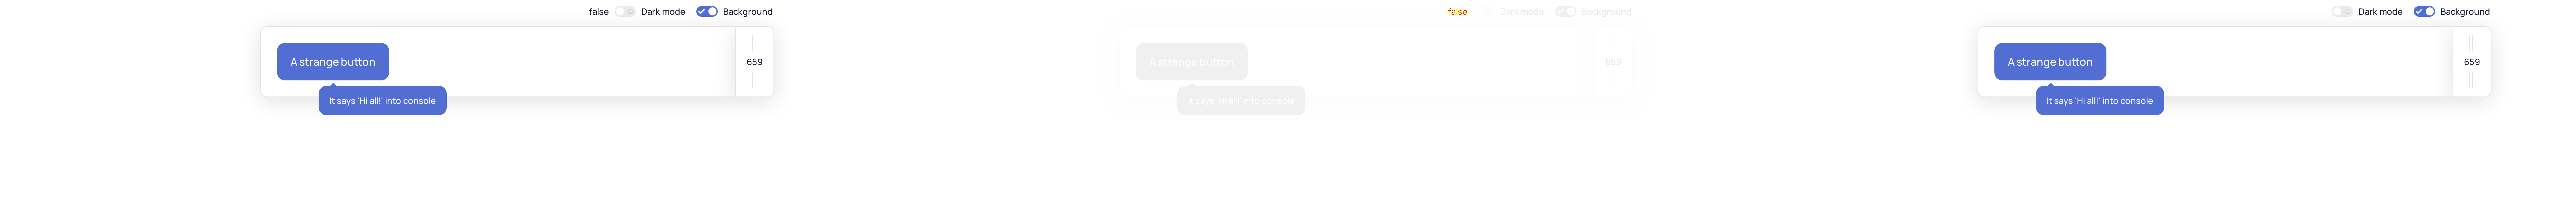 false Dark mode Background
A strange button
659
It says 'Hi all!' into console
false Dark mode Background
A strange button
659
It says 'Hi all!' into console
Dark mode Background
A strange button
659
It says 'Hi all!' into console